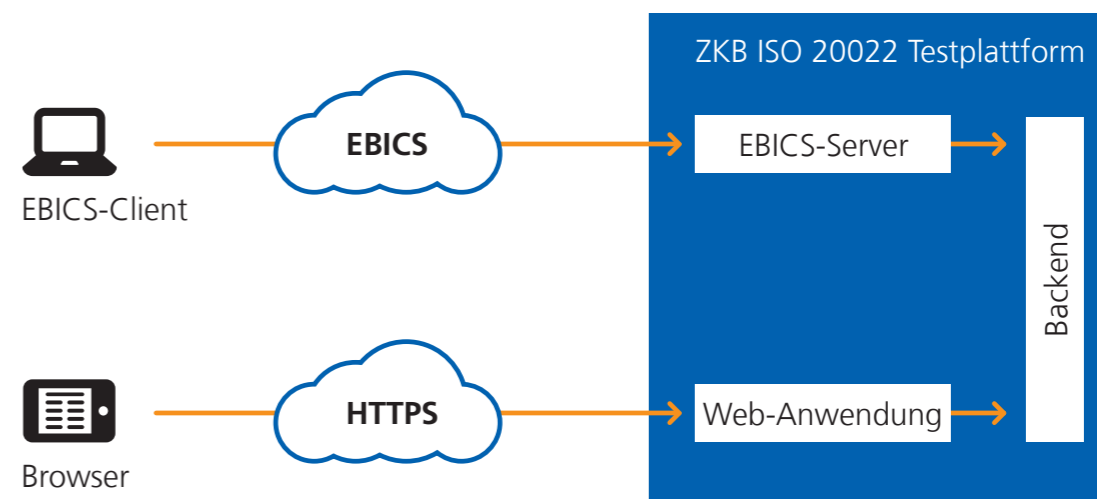 ZKB ISO 20022 Testplattform
EBICS
EBICS-Server
EBICS-Client
Backend
HTTPS
Web-Anwendung
Browser